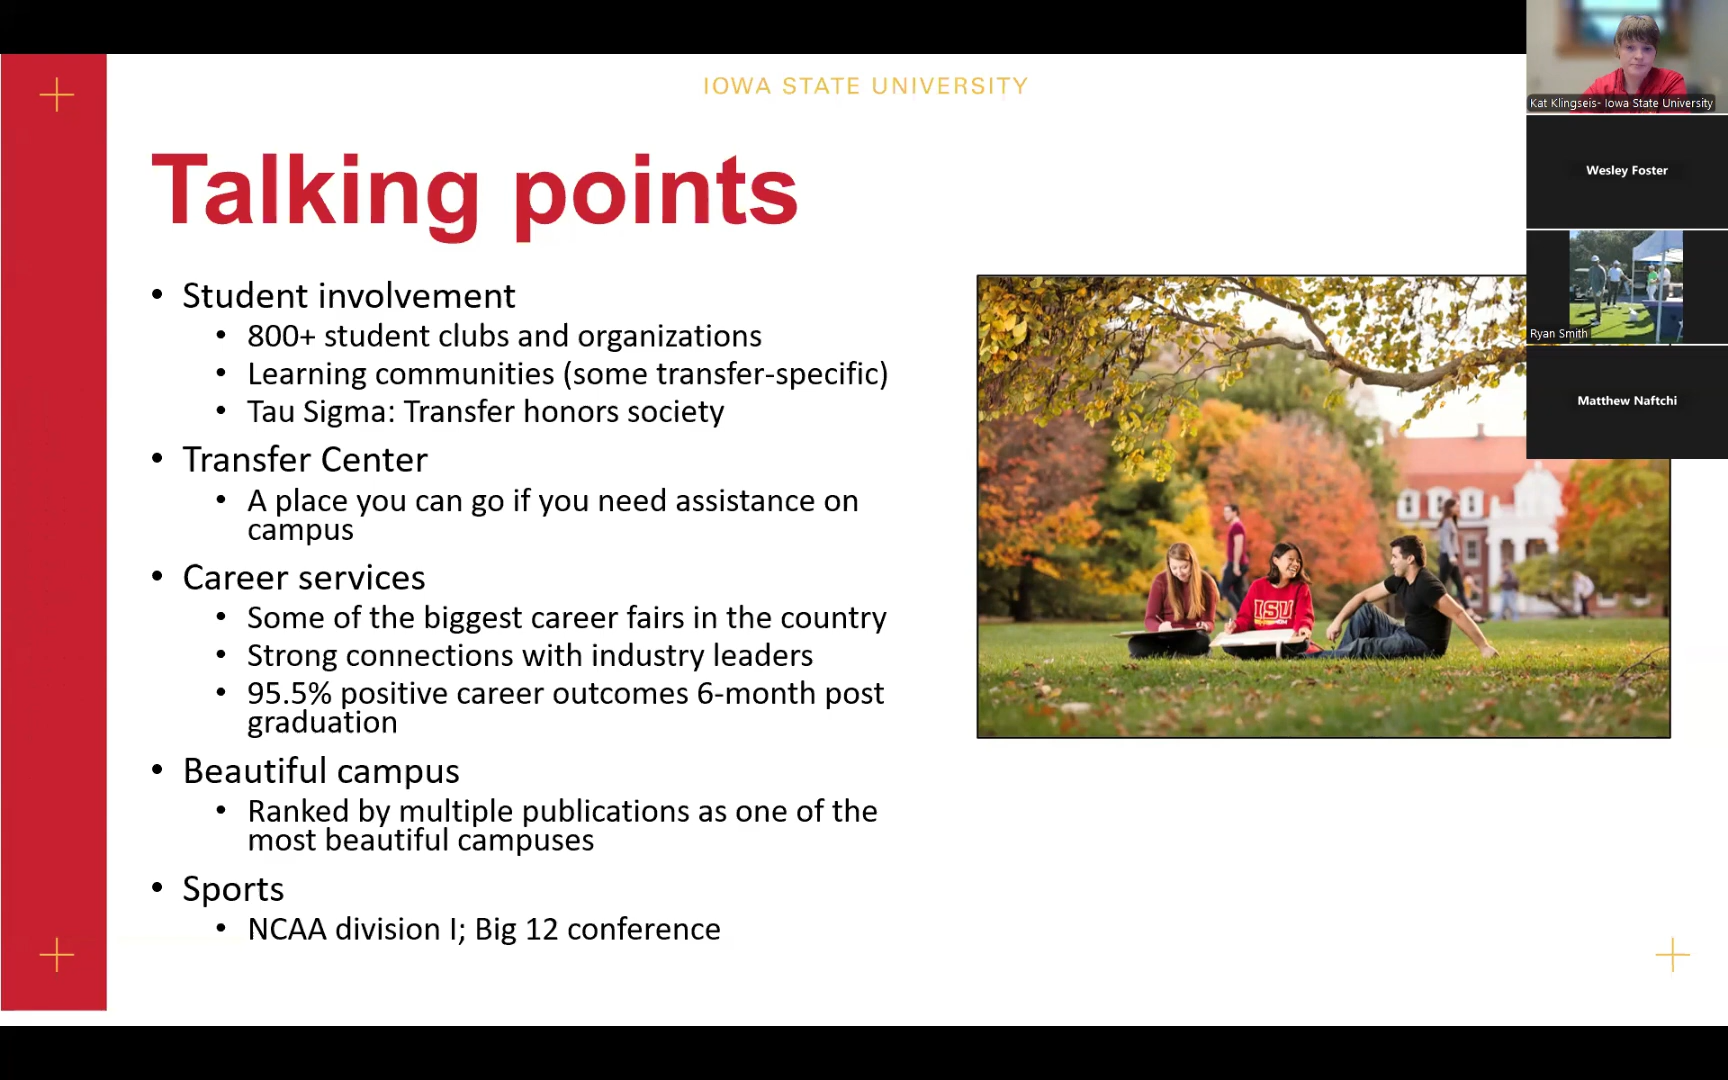 IOWA STATE UNIVERSITY
Talking points
• Student involvement
• 800+ student clubs and organizations
• Learning communities (some transfer-specific)
• Tau Sigma: Transfer honors society
• Transfer Center
• A place you can go if you need assistance on
campus
• Career services
• Some of the biggest career fairs in the country
• Strong connections with industry leaders
• 95.5% positive career outcomes 6-month post
graduation
• Beautiful campus
• Ranked by multiple publications as one of the
most beautiful campuses
• Sports
• NCAA division I; Big 12 conference
ISU
Kat Klingseis- Iowa State University
Wesley Foster
Ryan Smith
Matthew Naftchi